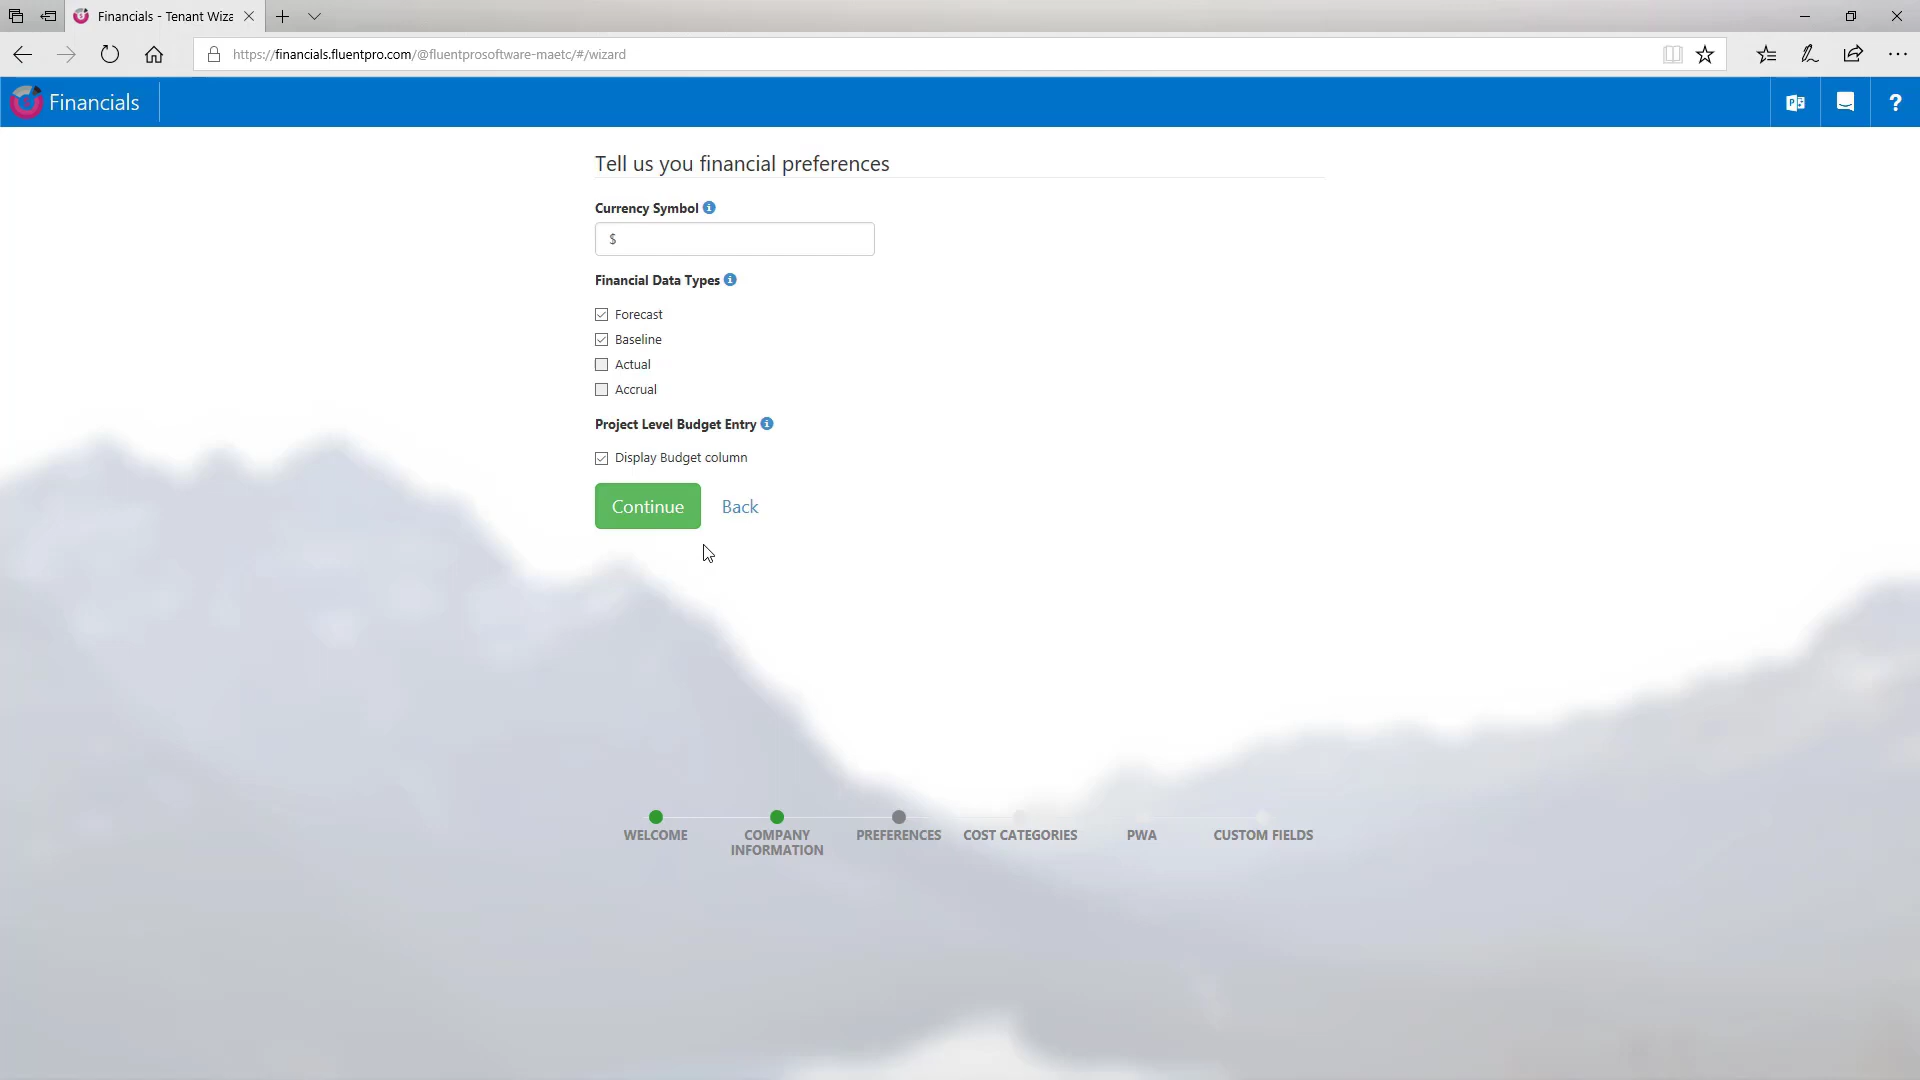 Financials - Tenant Wiza
https://financials.fluentpro.com/@fluentprosoftware-maetc/#/wizard
Financials
?
Tell us you financial preferences
Currency Symbol
$
Financial Data Types
Forecast
Baseline
Actual
Accrual
Project Level Budget Entry
Display Budget column
Continue Back
WELCOME COMPANY PREFERENCES COST CATEGORIES PWA CUSTOM FIELDS
INFORMATION